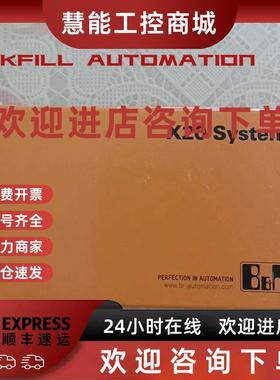 慧能工控商城
KFILL AUTOMATION
欢迎进店咨询下单
X20 System
费开票
号齐全
力商家
仓速发
PERFECTION IN AUTOMATION
www.br-automation.com
B&R
EXPRESS
顺丰速运
24小时在线
欢迎进店
欢迎咨询下单